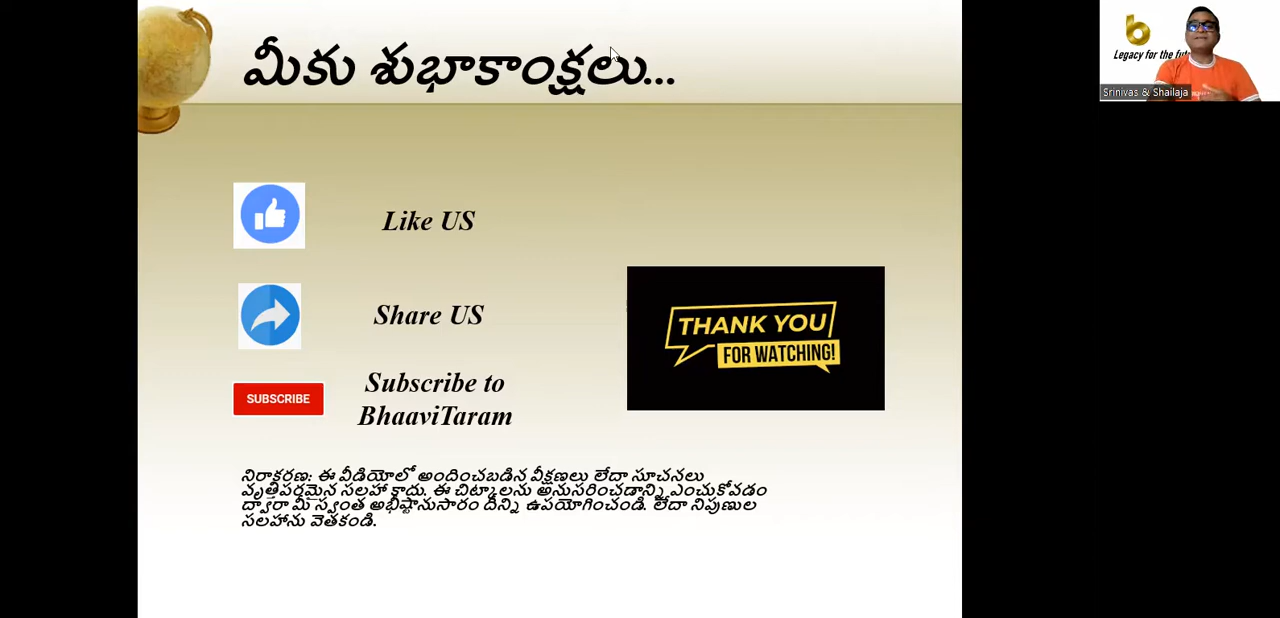 మీకు శుభాకాంక్షలు...
Legacy for the fut
Srinivas & Shailaja
Like US
Share US
THANK YOU
FOR WATCHING!
SUBSCRIBE
Subscribe to
BhaaviTaram
నిరాకరణ: ఈ వీడియోలో అందించబడిన వీక్షణలు లేదా సూచనలు
వృత్తిపరమైన సలహా కాదు. ఈ చిట్కాలను అనుసరించడాన్ని ఎంచుకోవడం
ద్వారా మీ స్వంత అభీష్టానుసారం దీన్ని ఉపయోగించండి. లేదా నిపుణుల
సలహాను వెతకండి.